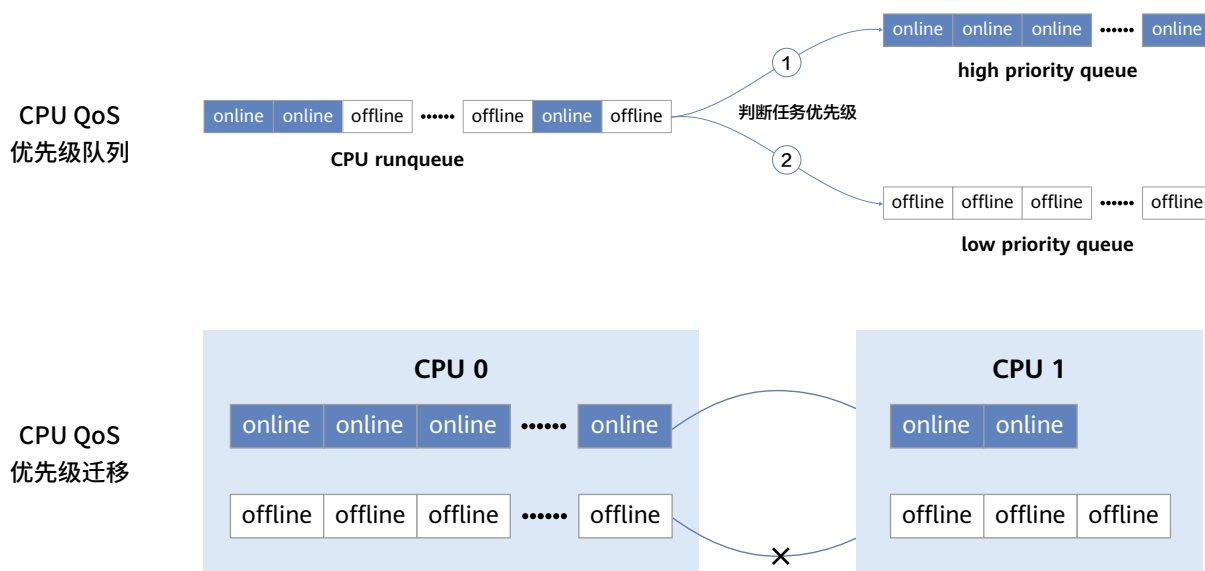 online online online •••••• online
high priority queue
1
CPU QoS
优先级队列
online online offline •••••• offline online offline
CPU runqueue
判断任务优先级
2
offline offline offline •••••• offline
low priority queue
CPU QoS
优先级迁移
CPU 0
online online online •••••• online
offline offline offline •••••• offline
CPU 1
online online
offline offline offline